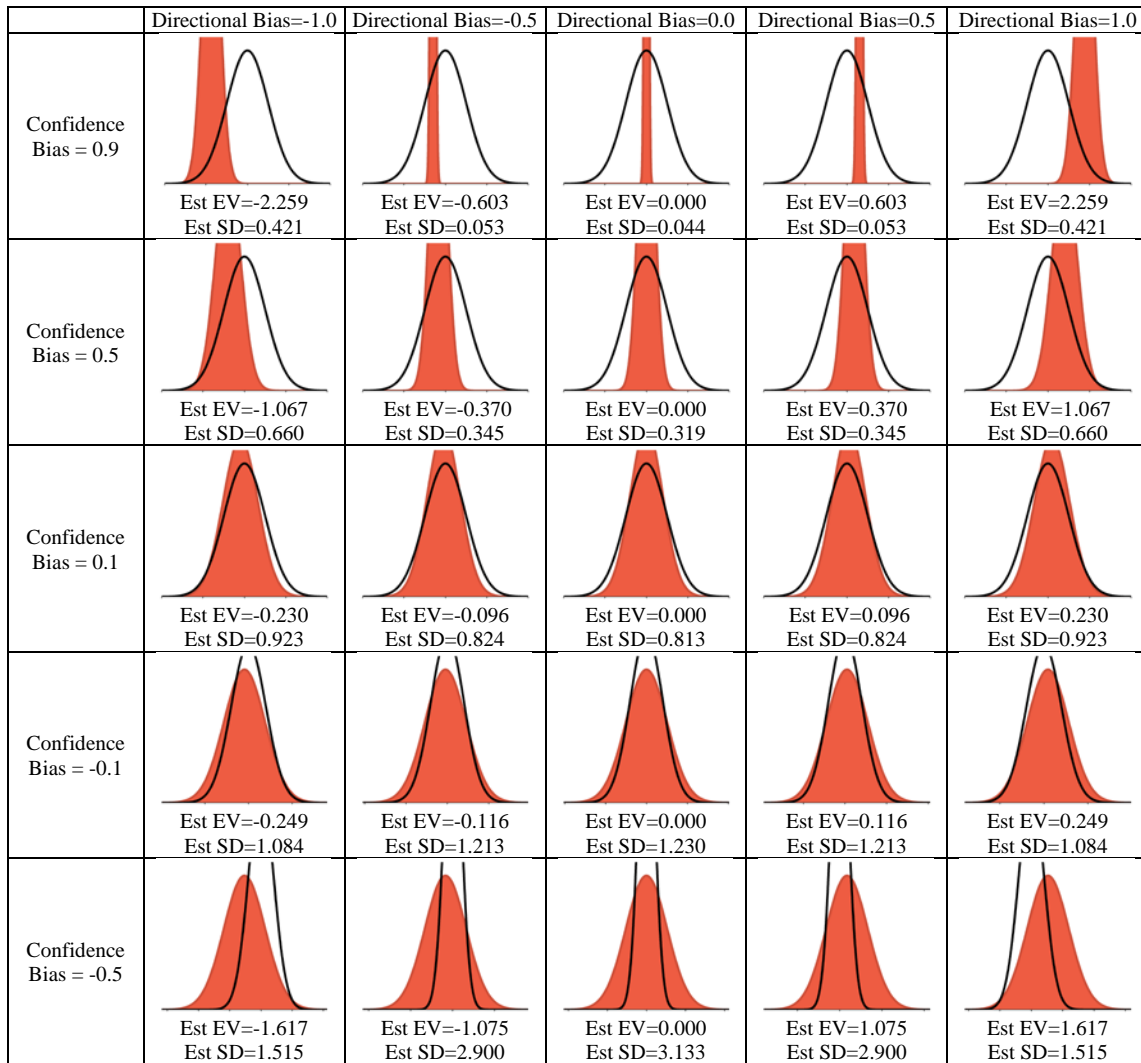 Directional Bias=-1.0 Directional Bias=-0.5 Directional Bias=0.0 Directional Bias=0.5 Directional Bias=1.0
Confidence
Bias = 0.9
Est EV=-2.259 Est EV=-0.603 Est EV=0.000 Est EV=0.603 Est EV=2.259
Est SD=0.421 Est SD=0.053 Est SD=0.044 Est SD=0.053 Est SD=0.421
Confidence
Bias = 0.5
Est EV=-1.067 Est EV=-0.370 Est EV=0.000 Est EV=0.370 Est EV=1.067
Est SD=0.660 Est SD=0.345 Est SD=0.319 Est SD=0.345 Est SD=0.660
Confidence
Bias = 0.1
Est EV=-0.230 Est EV=-0.096 Est EV=0.000 Est EV=0.096 Est EV=0.230
Est SD=0.923 Est SD=0.824 Est SD=0.813 Est SD=0.824 Est SD=0.923
Confidence
Bias = -0.1
Est EV=-0.249 Est EV=-0.116 Est EV=0.000 Est EV=0.116 Est EV=0.249
Est SD=1.084 Est SD=1.213 Est SD=1.230 Est SD=1.213 Est SD=1.084
Confidence
Bias = -0.5
Est EV=-1.617 Est EV=-1.075 Est EV=0.000 Est EV=1.075 Est EV=1.617
Est SD=1.515 Est SD=2.900 Est SD=3.133 Est SD=2.900 Est SD=1.515